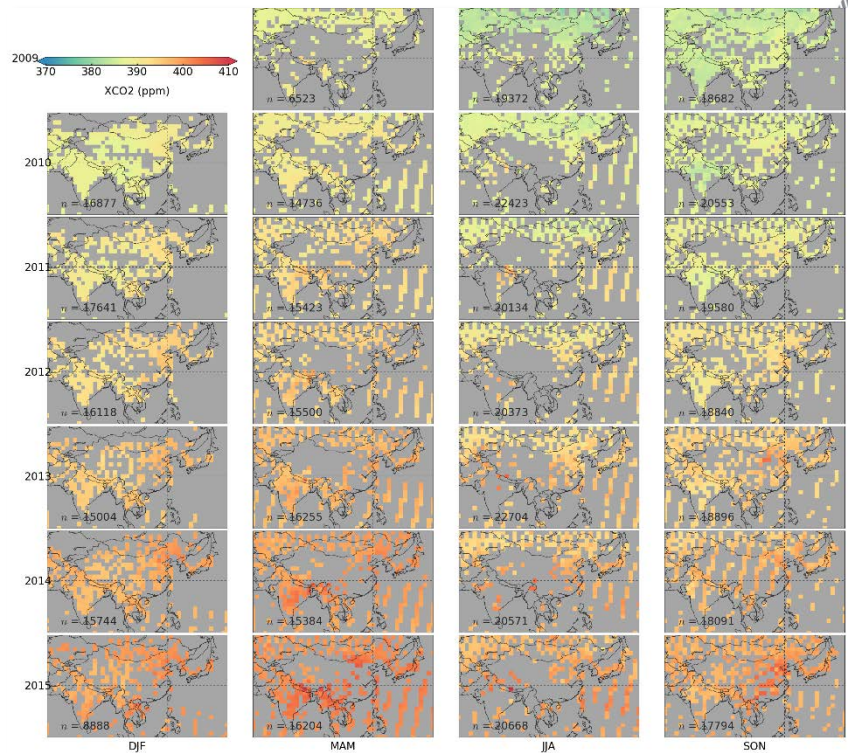 2009
370 380 390 400 410
XCO2 (ppm)
n = 6523
n = 19372
n = 18682
2010
n = 16877
n = 14736
n = 22423
n = 20553
2011
n = 17641
n = 15423
n = 20134
n = 19580
2012
n = 16118
n = 15500
n = 20373
n = 18840
2013
n = 15004
n = 16255
n = 22704
n = 18896
2014
n = 15744
n = 15384
n = 20571
n = 18091
2015
n = 8888
n = 16204
n = 20668
n = 17794
DJF MAM JJA SON